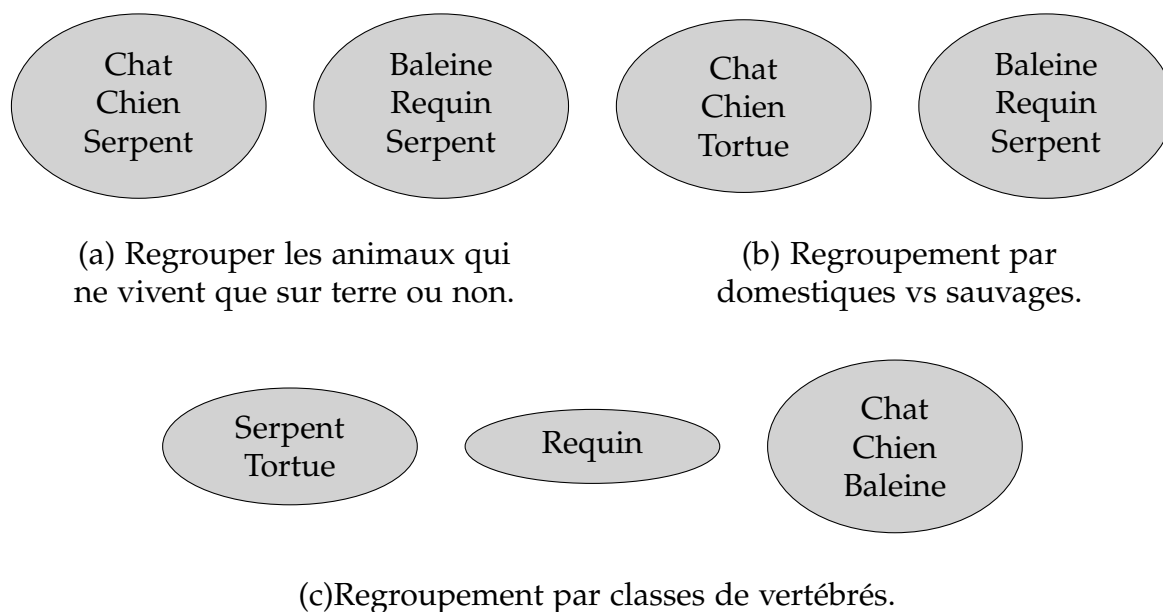 Chat
Chien
Serpent
Baleine
Requin
Serpent
(a) Regrouper les animaux qui
ne vivent que sur terre ou non.
Chat
Chien
Tortue
Baleine
Requin
Serpent
(b) Regroupement par
domestiques vs sauvages.
Serpent
Tortue
Requin
Chat
Chien
Baleine
(c)Regroupement par classes de vertébrés.